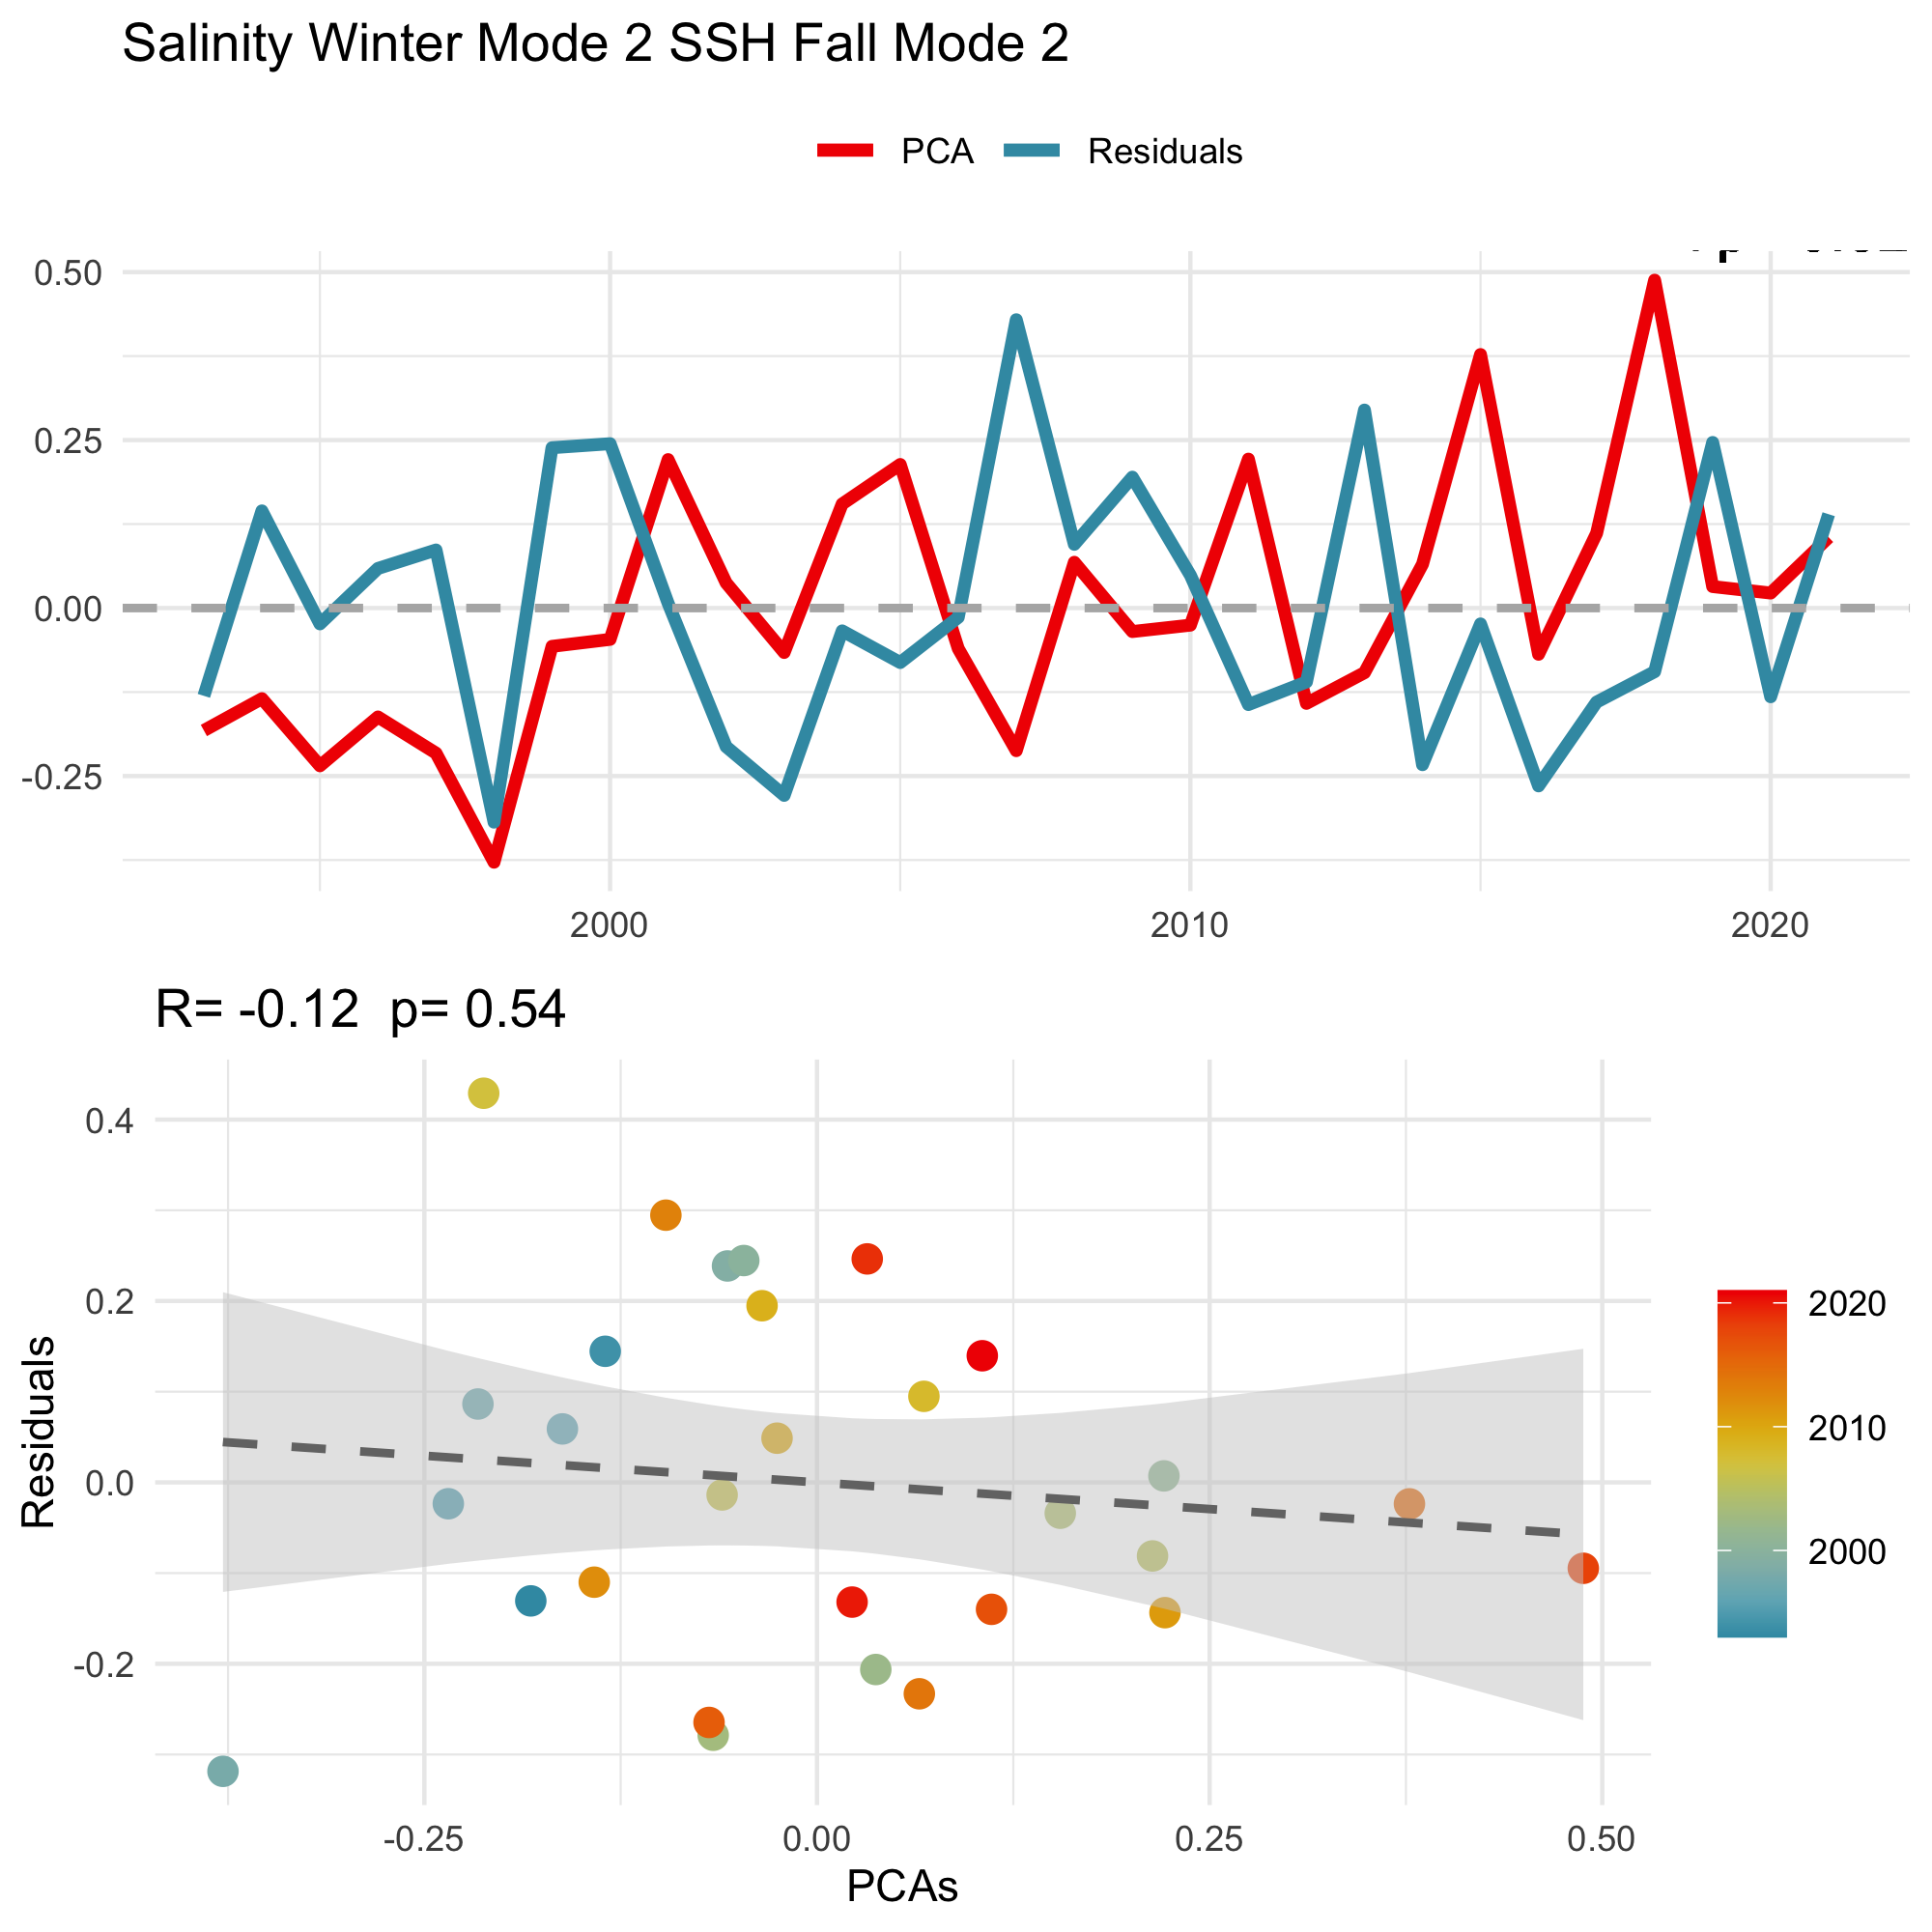 Salinity Winter Mode 2 SSH Fall Mode 2
PCA Residuals
0.50
0.25
0.00
-0.25
2000 2010 2020
R= -0.12 p= 0.54
Residuals
0.4
0.2
0.0
-0.2
-0.25 0.00 0.25 0.50
PCAs
2020
2010
2000